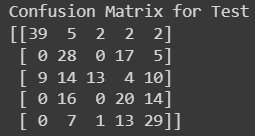 Confusion Matrix for Test
[[39  5  2  2  2]
 [ 0 28  0 17  5]
 [ 9 14 13  4 10]
 [ 0 16  0 20 14]
 [ 0  7  1 13 29]]